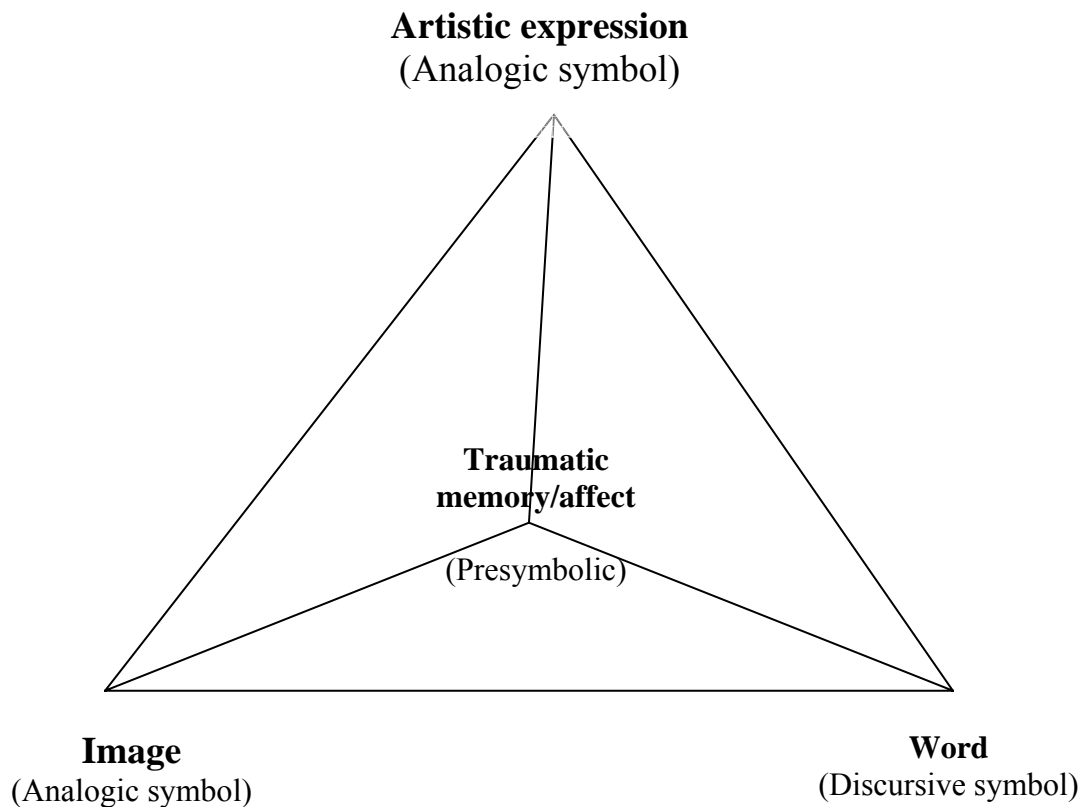 Artistic expression
(Analogic symbol)
Traumatic
memory/affect
(Presymbolic)
Image
(Analogic symbol)
Word
(Discursive symbol)